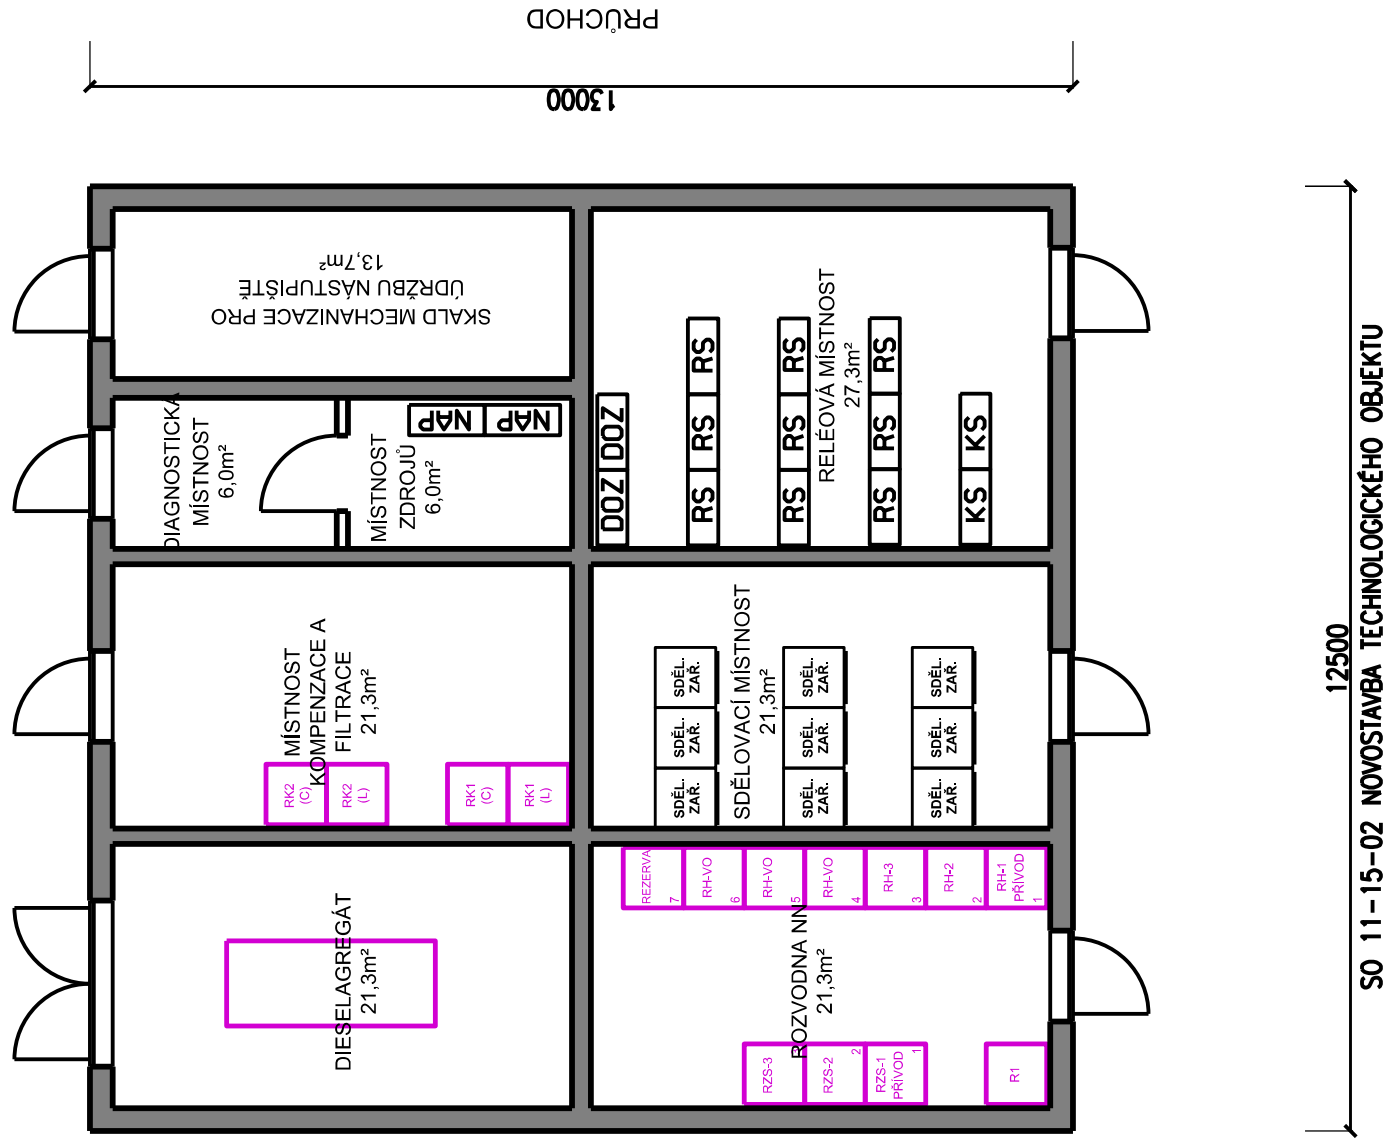 PRŮCHOD
13000
SKALD MECHANIZACE PRO
ÚDRŽBU NÁSTUPIŠTĚ
13,7m²
DIAGNOSTICKÁ
MÍSTNOST
6,0m²
MÍSTNOST
ZDROJŮ
6,0m²
NAP
NAP
RELÉOVÁ MÍSTNOST
27,3m²
DOZ
DOZ
RS
RS
RS
RS
RS
RS
RS
RS
RS
KS
KS
MÍSTNOST
KOMPENZACE A
FILTRACE
21,3m²
RK2
(C)
RK2
(L)
RK1
(C)
RK1
(L)
SDĚLOVACÍ MÍSTNOST
21,3m²
SDĚL.
ZAŘ.
SDĚL.
ZAŘ.
SDĚL.
ZAŘ.
SDĚL.
ZAŘ.
SDĚL.
ZAŘ.
SDĚL.
ZAŘ.
SDĚL.
ZAŘ.
SDĚL.
ZAŘ.
SDĚL.
ZAŘ.
DIESELAGREGÁT
21,3m²
ROZVODNA NN
21,3m²
REZERVA
7
RH-VO
6
RH-VO
5
RH-VO
4
RH-3
3
RH-2
2
RH-1
PŘÍVOD
1
RZS-3
RZS-2
2
RZS-1
PŘÍVOD
1
R1
12500
SO 11-15-02 NOVOSTAVBA TECHNOLOGICKÉHO OBJEKTU